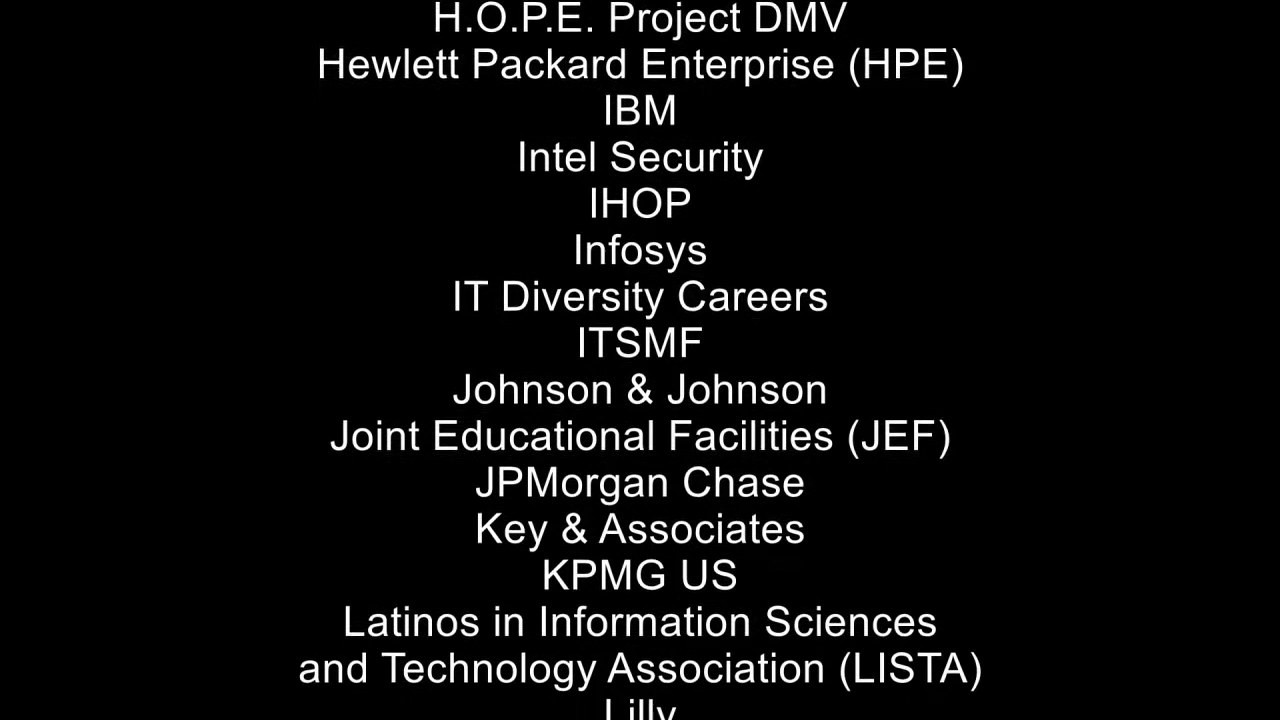 H.O.P.E. Project DMV
Hewlett Packard Enterprise (HPE)
IBM
Intel Security
IHOP
Infosys
IT Diversity Careers
ITSMF
Johnson & Johnson
Joint Educational Facilities (JEF)
JPMorgan Chase
Key & Associates
KPMG US
Latinos in Information Sciences
and Technology Association (LISTA)
Lilly